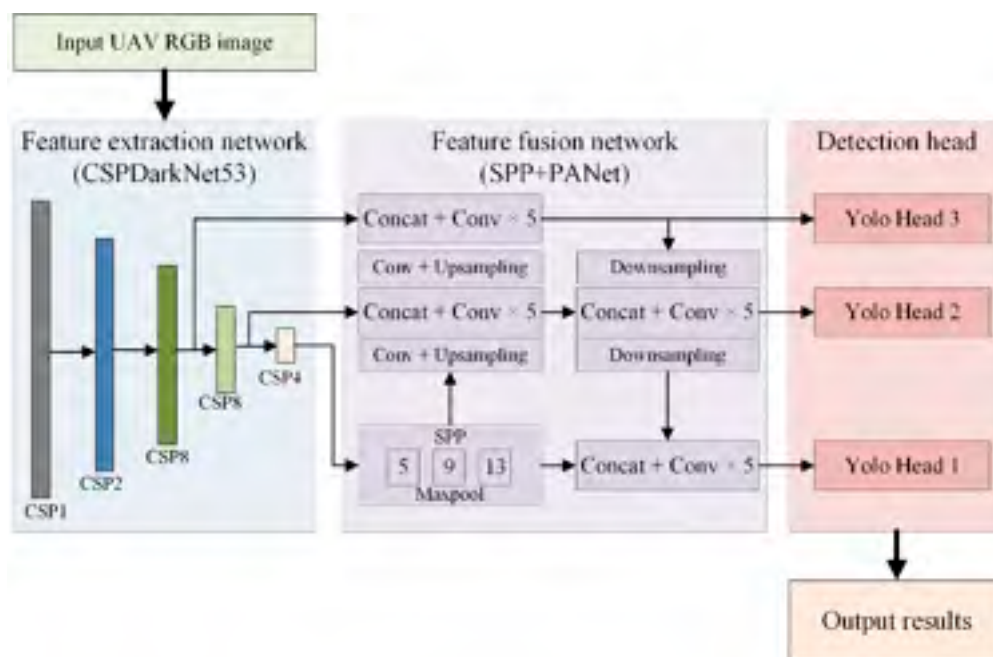 Input UAV RGB image
Feature extraction network
(CSPDarkNet53)
CSP1
CSP2
CSP8
CSP8
CSP4
Feature fusion network
(SPP+PANet)
Concat + Conv × 5
Conv + Upsampling
Downsampling
Concat + Conv × 5
Concat + Conv × 5
Conv + Upsampling
Downsampling
SPP
5 9 13
Maxpool
Concat + Conv × 5
Detection head
Yolo Head 3
Yolo Head 2
Yolo Head 1
Output results